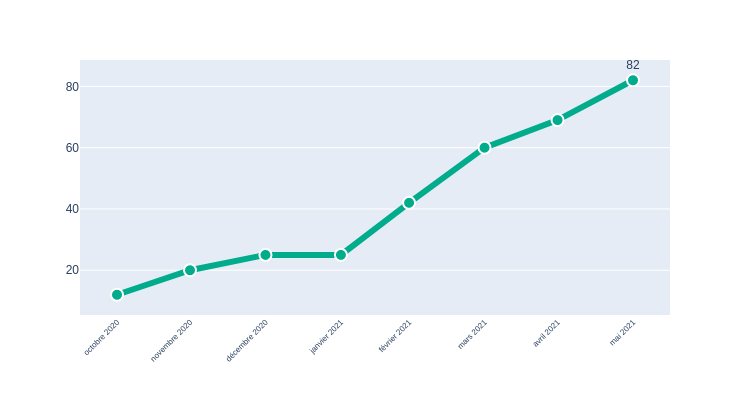 82
80
60
40
20
octobre 2020
novembre 2020
décembre 2020
janvier 2021
février 2021
mars 2021
avril 2021
mai 2021